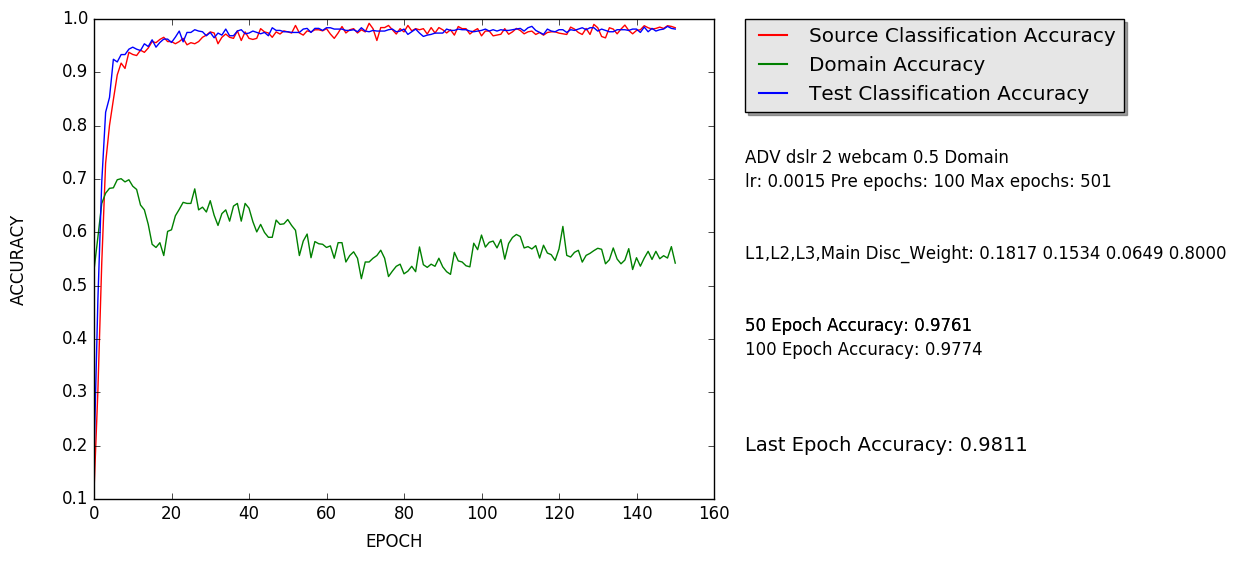 1.0
0.9
0.8
0.7
0.6
0.5
0.4
0.3
0.2
0.1
ACCURACY
0 20 40 60 80 100 120 140 160
EPOCH
Source Classification Accuracy
Domain Accuracy
Test Classification Accuracy
ADV dslr 2 webcam 0.5 Domain
lr: 0.0015 Pre epochs: 100 Max epochs: 501
L1,L2,L3,Main Disc_Weight: 0.1817 0.1534 0.0649 0.8000
50 Epoch Accuracy: 0.9761
100 Epoch Accuracy: 0.9774
Last Epoch Accuracy: 0.9811